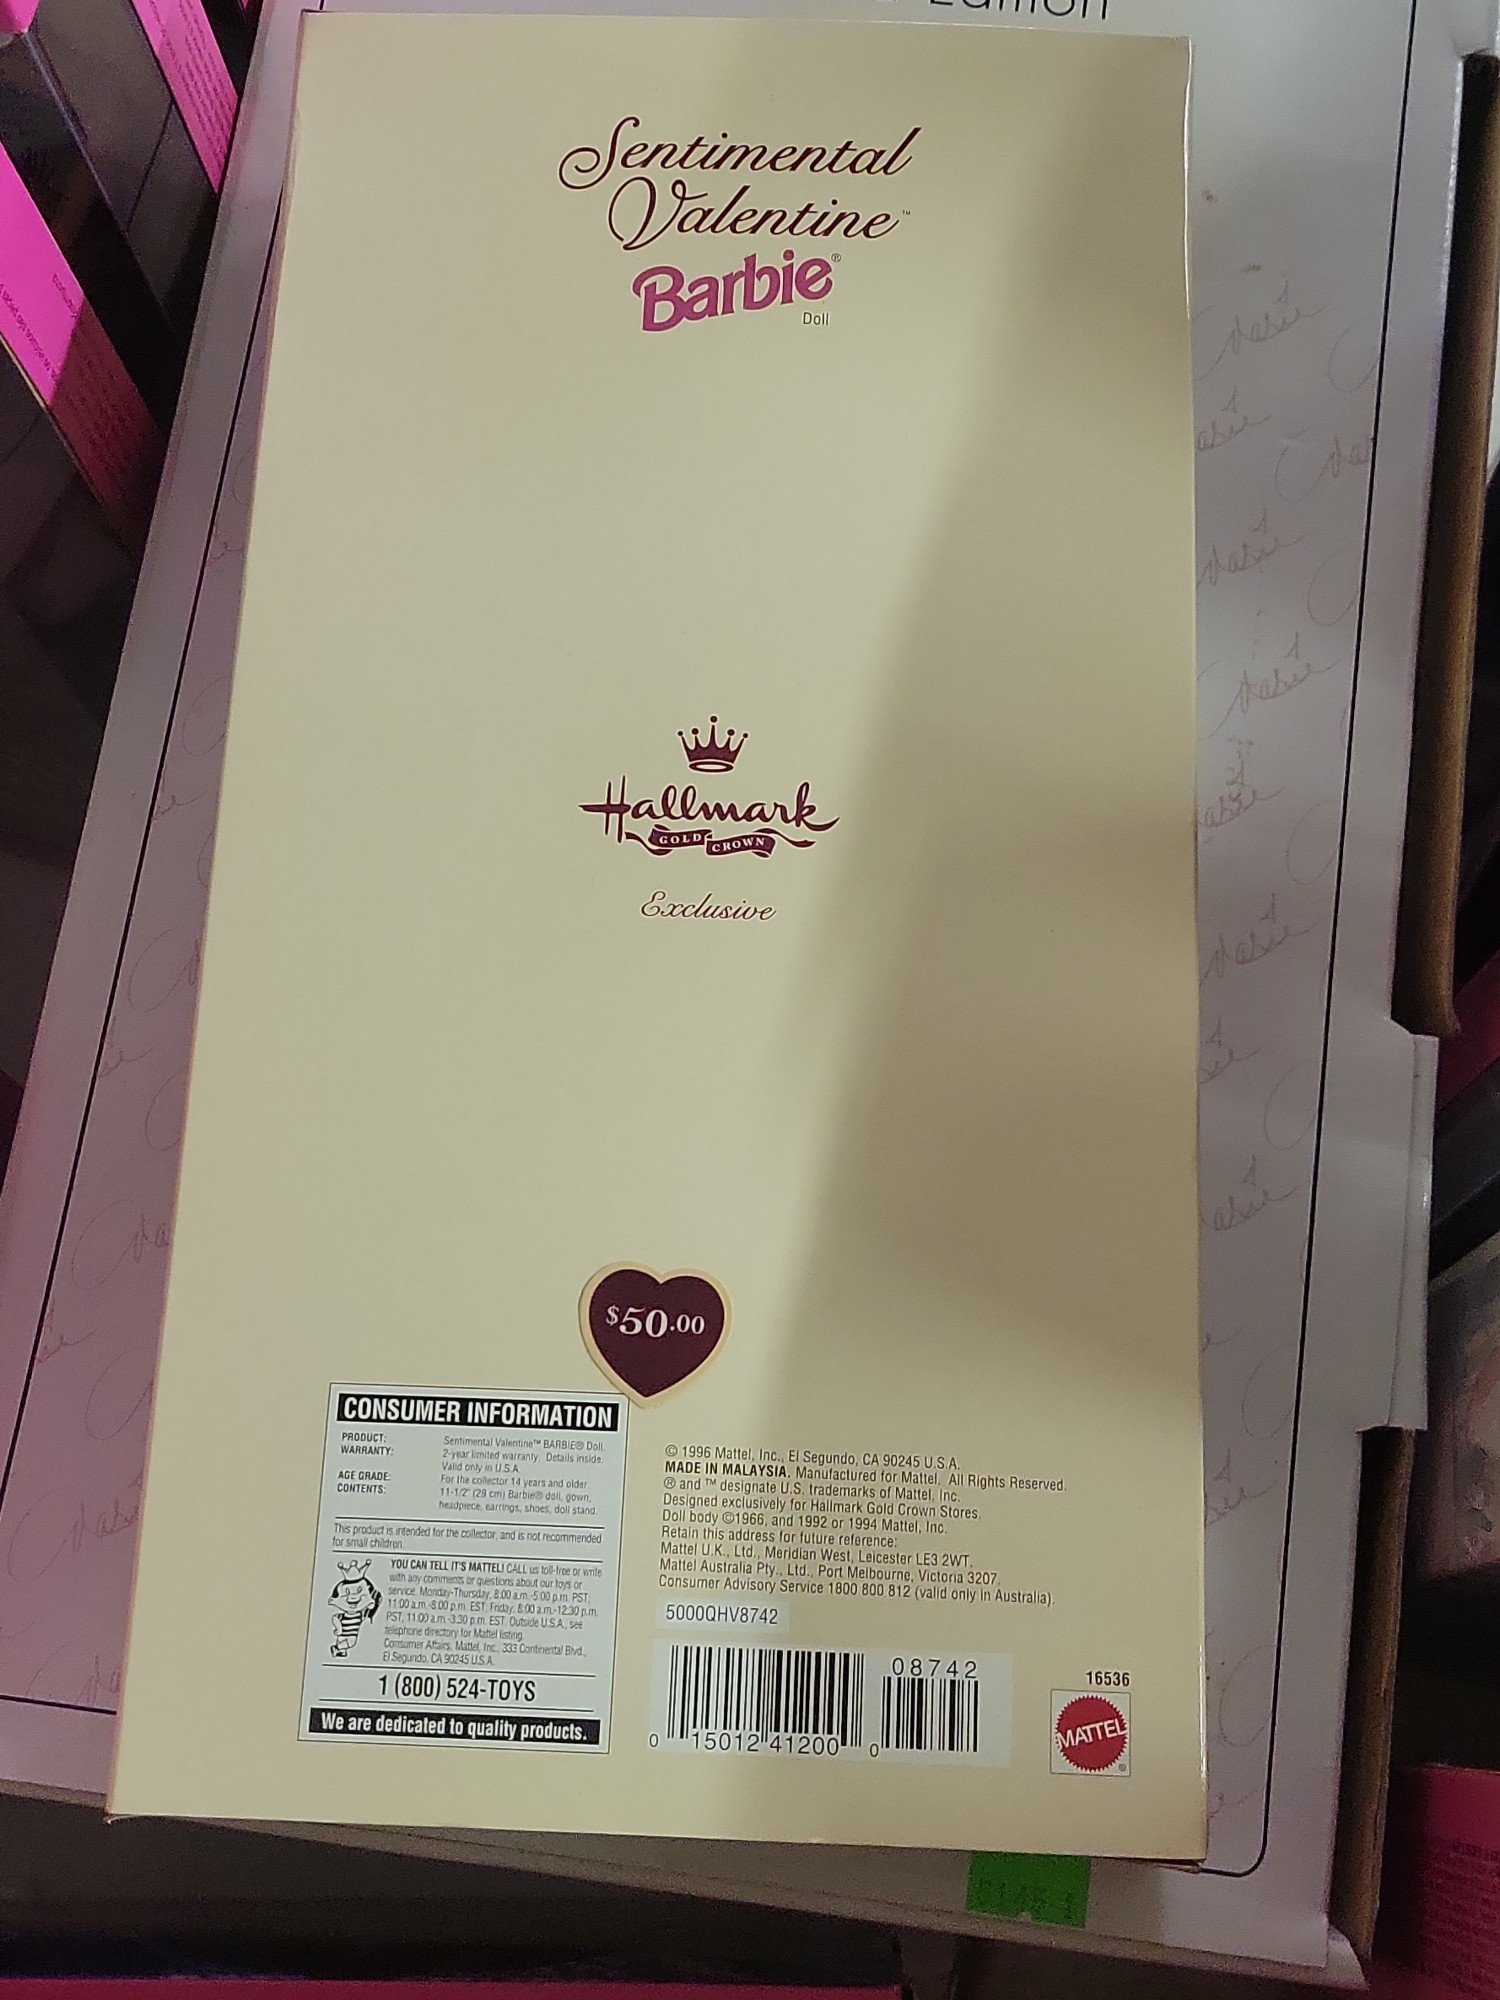 Edition
Sentimental
Valentine™
Barbie®
Doll
Hallmark
GOLD CROWN
Exclusive
$50.00
CONSUMER INFORMATION
PRODUCT: Sentimental Valentine™ BARBIE® Doll.
WARRANTY: 2-year limited warranty. Details inside.
Valid only in U.S.A.
AGE GRADE: For the collector 14 years and older
CONTENTS: 11-1/2" (29 cm) Barbie® doll, gown,
headpiece, earrings, shoes, doll stand.
This product is intended for the collector, and is not recommended
for small children.
YOU CAN TELL IT'S MATTEL! CALL us toll-free or write
with any comments or questions about our toys or
service. Monday-Thursday, 8:00 a.m.-5:00 p.m. PST;
11:00 a.m.-8:00 p.m. EST; Friday, 8:00 a.m.-12:30 p.m.
PST; 11:00 a.m.-3:30 p.m. EST. Outside U.S.A., see
telephone directory for Mattel listing.
Consumer Affairs, Mattel, Inc., 333 Continental Blvd.,
El Segundo, CA 90245 U.S.A.
1 (800) 524-TOYS
We are dedicated to quality products.
© 1996 Mattel, Inc., El Segundo, CA 90245 U.S.A.
MADE IN MALAYSIA. Manufactured for Mattel. All Rights Reserved.
® and ™ designate U.S. trademarks of Mattel, Inc.
Designed exclusively for Hallmark Gold Crown Stores.
Doll body ©1966, and 1992 or 1994 Mattel, Inc.
Retain this address for future reference:
Mattel U.K., Ltd., Meridian West, Leicester LE3 2WT.
Mattel Australia Pty., Ltd., Port Melbourne, Victoria 3207.
Consumer Advisory Service 1800 800 812 (valid only in Australia).
5000QHV8742
08742
0 15012 41200 0
16536
MATTEL®